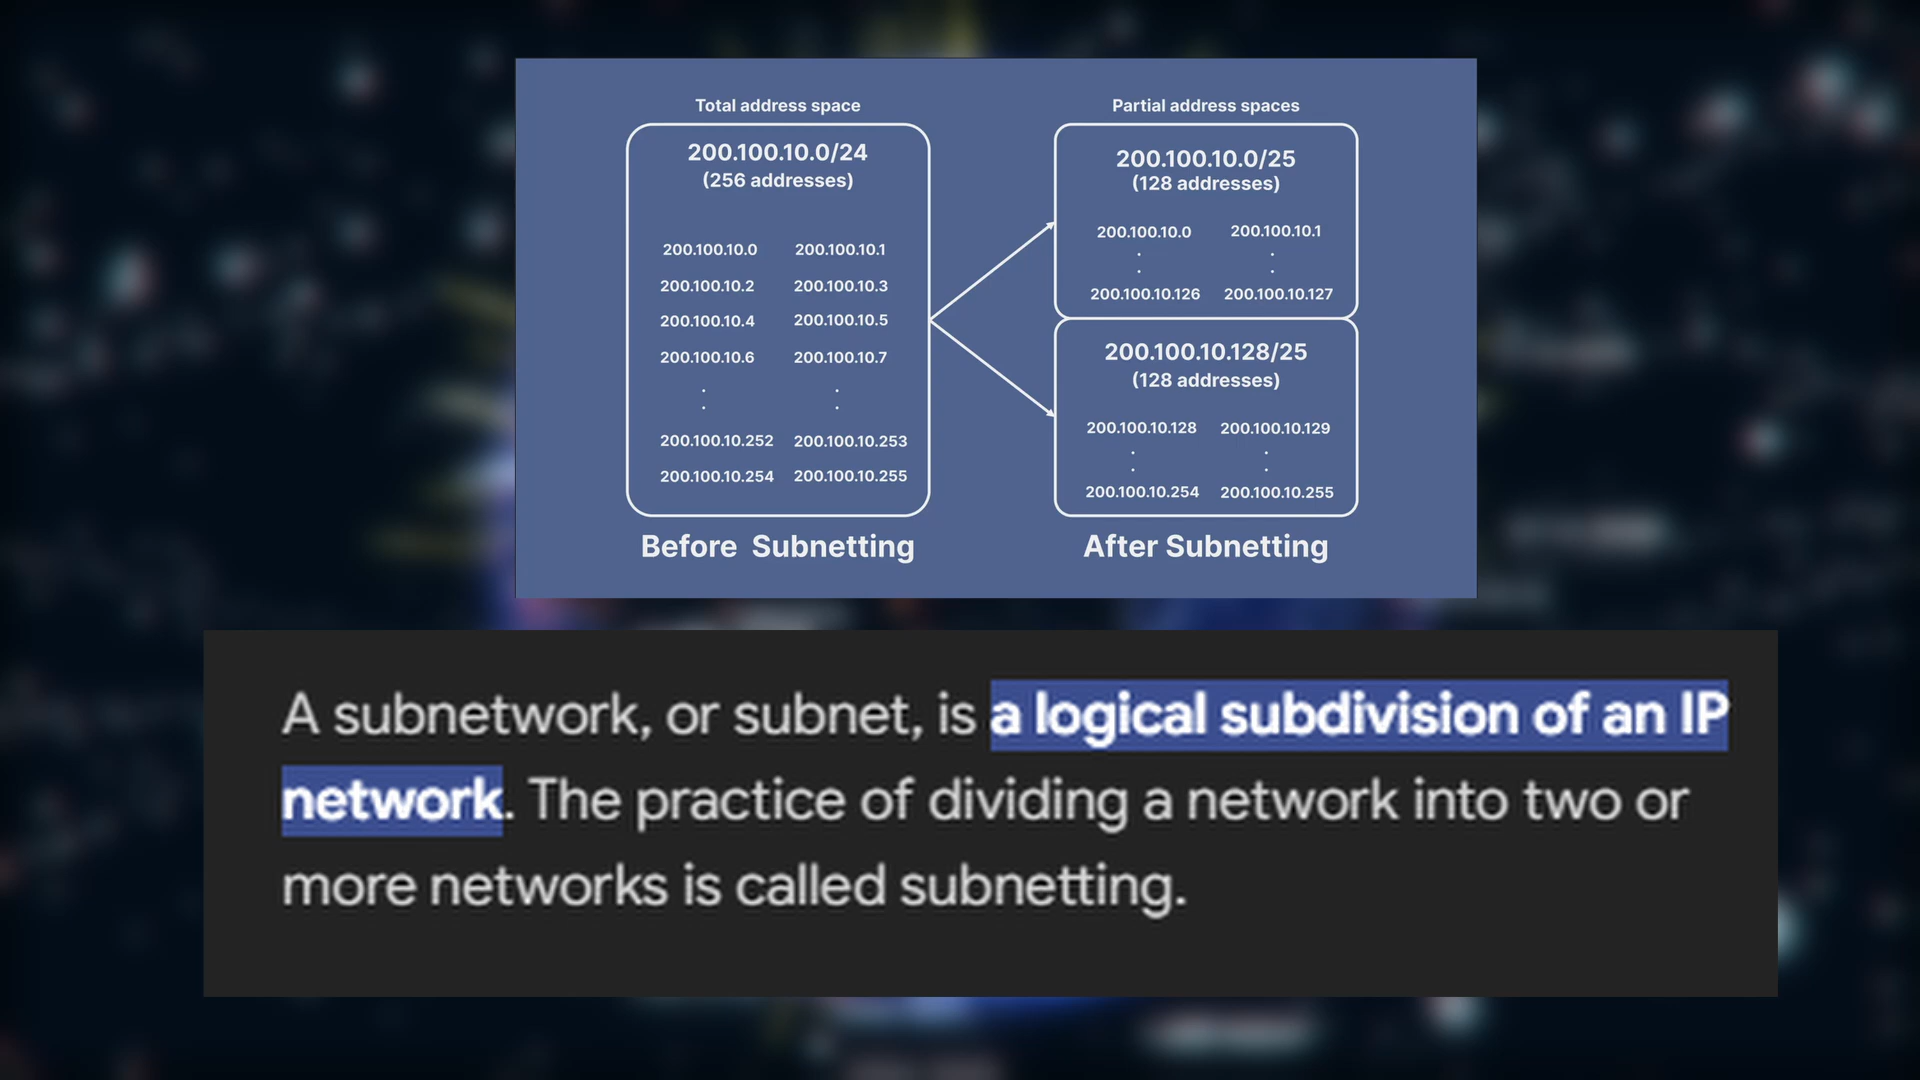 Total address space
200.100.10.0/24
(256 addresses)
200.100.10.0 200.100.10.1
200.100.10.2 200.100.10.3
200.100.10.4 200.100.10.5
200.100.10.6 200.100.10.7
. .
. .
200.100.10.252 200.100.10.253
200.100.10.254 200.100.10.255
Before Subnetting
Partial address spaces
200.100.10.0/25
(128 addresses)
200.100.10.0 200.100.10.1
. .
. .
200.100.10.126 200.100.10.127
200.100.10.128/25
(128 addresses)
200.100.10.128 200.100.10.129
. .
. .
200.100.10.254 200.100.10.255
After Subnetting
A subnetwork, or subnet, is a logical subdivision of an IP
network. The practice of dividing a network into two or
more networks is called subnetting.